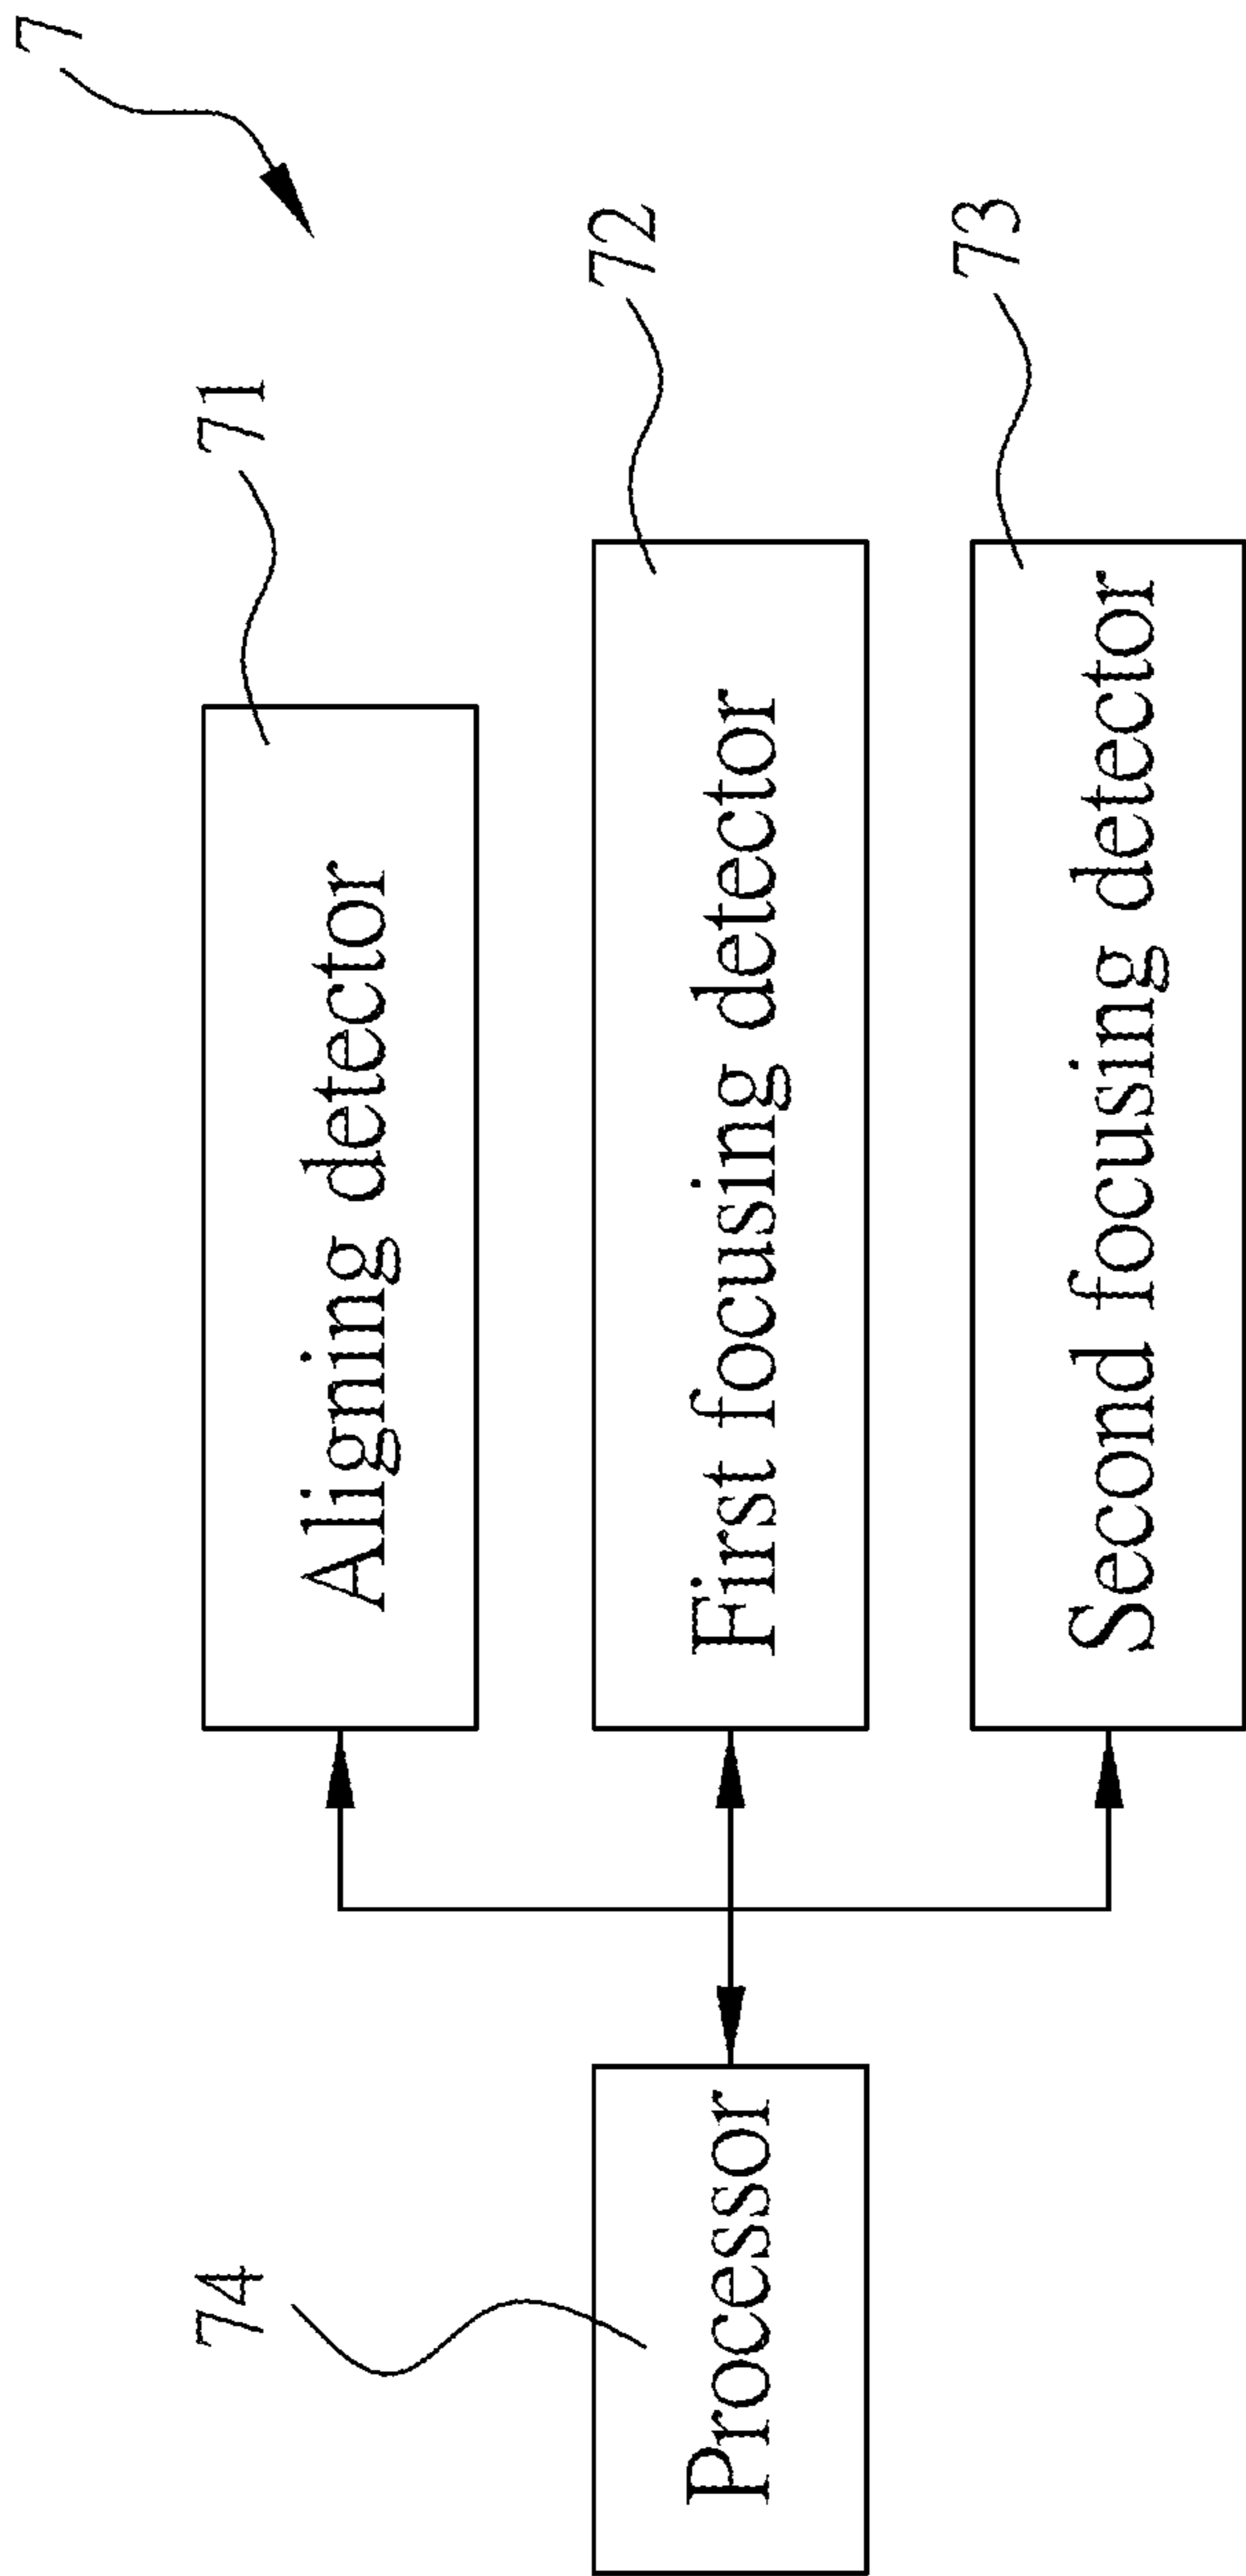 7
71
Aligning detector
72
First focusing detector
73
Second focusing detector
74
Processor